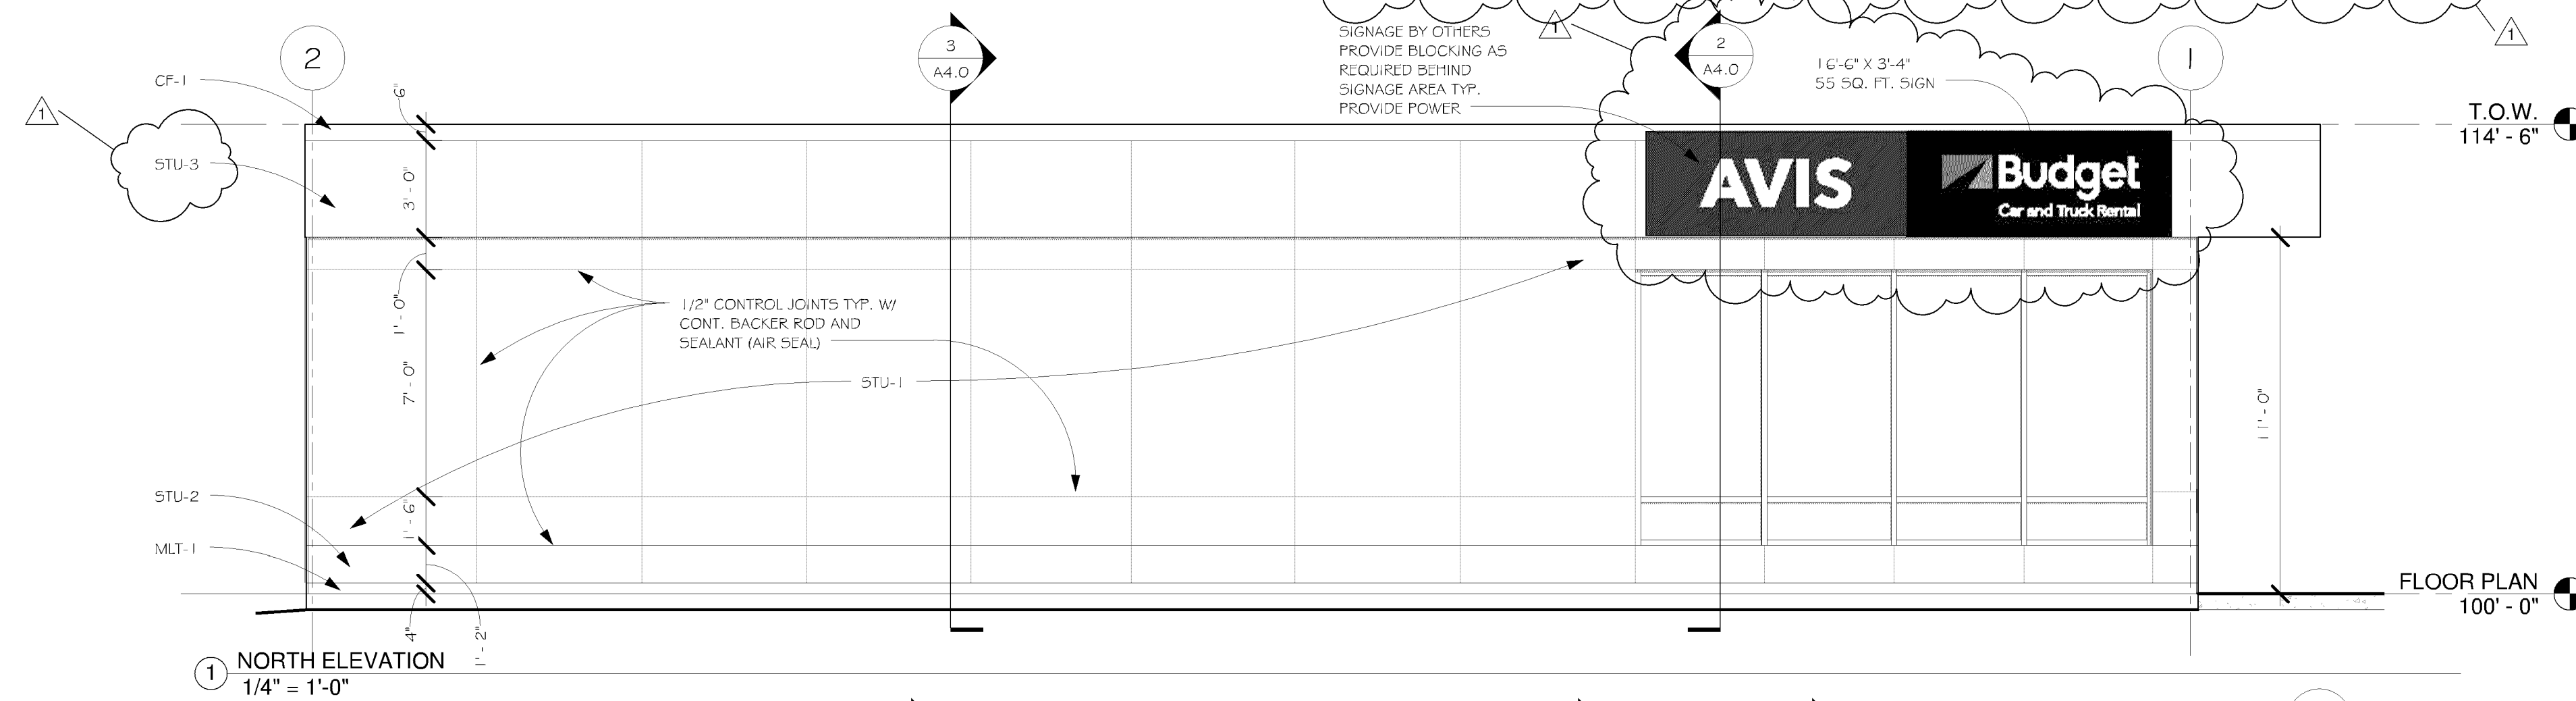 2
3
A4.0
SIGNAGE BY OTHERS
PROVIDE BLOCKING AS
REQUIRED BEHIND
SIGNAGE AREA TYP.
PROVIDE POWER
1
2
A4.0
16'-6" X 3'-4"
55 SQ. FT. SIGN
1
1
CF-1
6"
1
STU-3
3' - 0"
AVIS
Budget
Car and Truck Rental
T.O.W.
114' - 6"
1' - 0"
1/2" CONTROL JOINTS TYP. W/
CONT. BACKER ROD AND
SEALANT (AIR SEAL)
7' - 0"
STU-1
11' - 0"
STU-2
1' - 6"
MLT-1
FLOOR PLAN
100' - 0"
4"
1' - 2"
1
NORTH ELEVATION
1/4" = 1'-0"